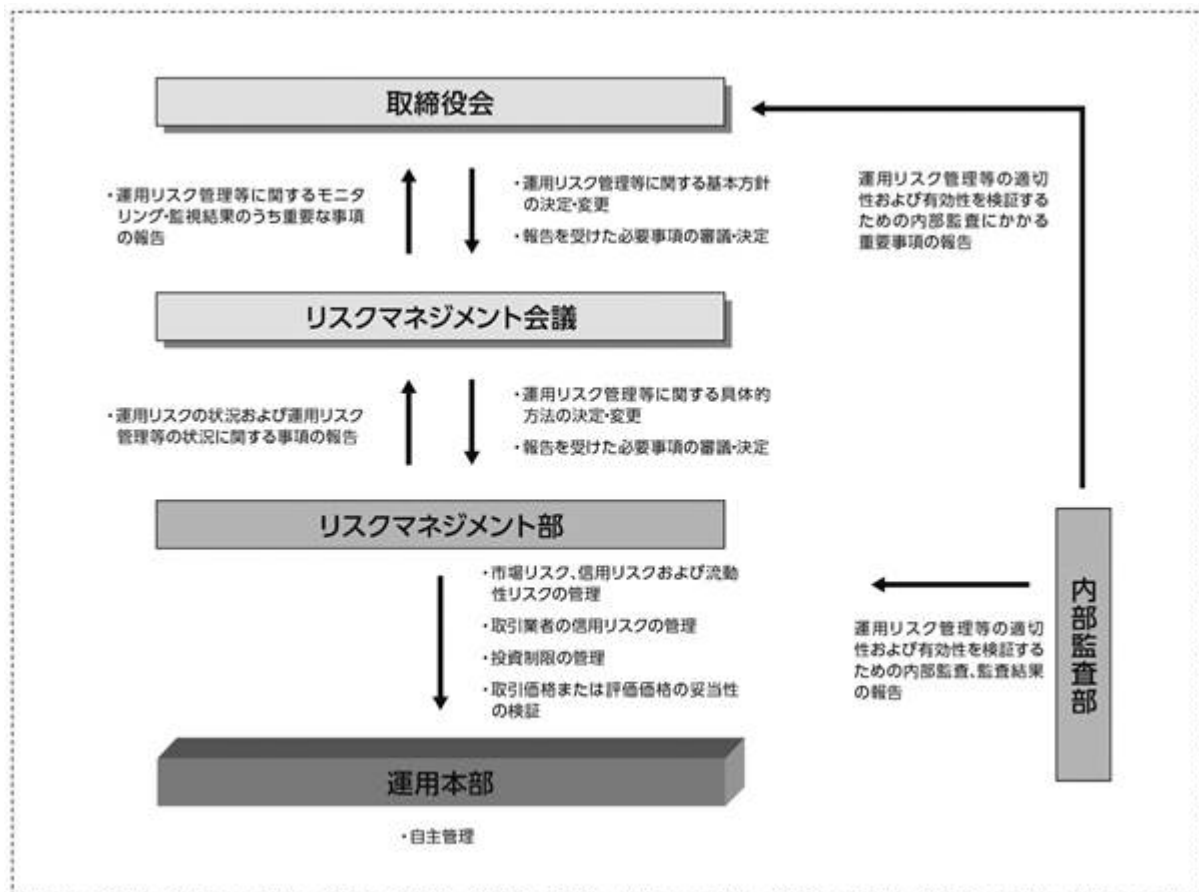 取締役会
・運用リスク管理等に関するモニタ
リング・監視結果のうち重要な事項
の報告
・運用リスク管理等に関する基本方針
の決定・変更
・報告を受けた必要事項の審議・決定
運用リスク管理等の適切
性および有効性を検証する
ための内部監査にかかる
重要事項の報告
リスクマネジメント会議
・運用リスクの状況および運用リスク
管理等の状況に関する事項の報告
・運用リスク管理等に関する具体的
方法の決定・変更
・報告を受けた必要事項の審議・決定
リスクマネジメント部
・市場リスク、信用リスクおよび流動
性リスクの管理
・取引業者の信用リスクの管理
・投資制限の管理
・取引価格または評価価格の妥当性
の検証
運用リスク管理等の適切
性および有効性を検証する
ための内部監査、監査結果
の報告
内部監査部
運用本部
・自主管理